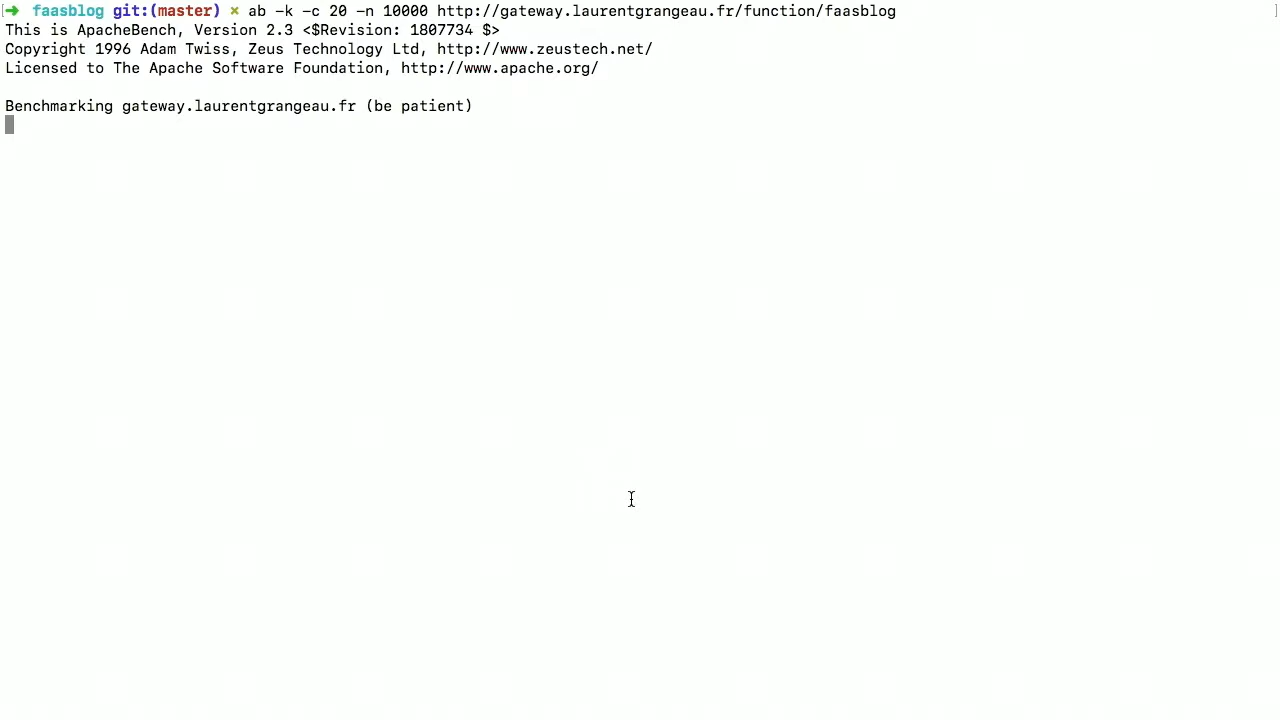 ➜ faasblog git:(master) ✗ ab -k -c 20 -n 10000 http://gateway.laurentgrangeau.fr/function/faasblog
This is ApacheBench, Version 2.3 <$Revision: 1807734 $>
Copyright 1996 Adam Twiss, Zeus Technology Ltd, http://www.zeustech.net/
Licensed to The Apache Software Foundation, http://www.apache.org/
Benchmarking gateway.laurentgrangeau.fr (be patient)